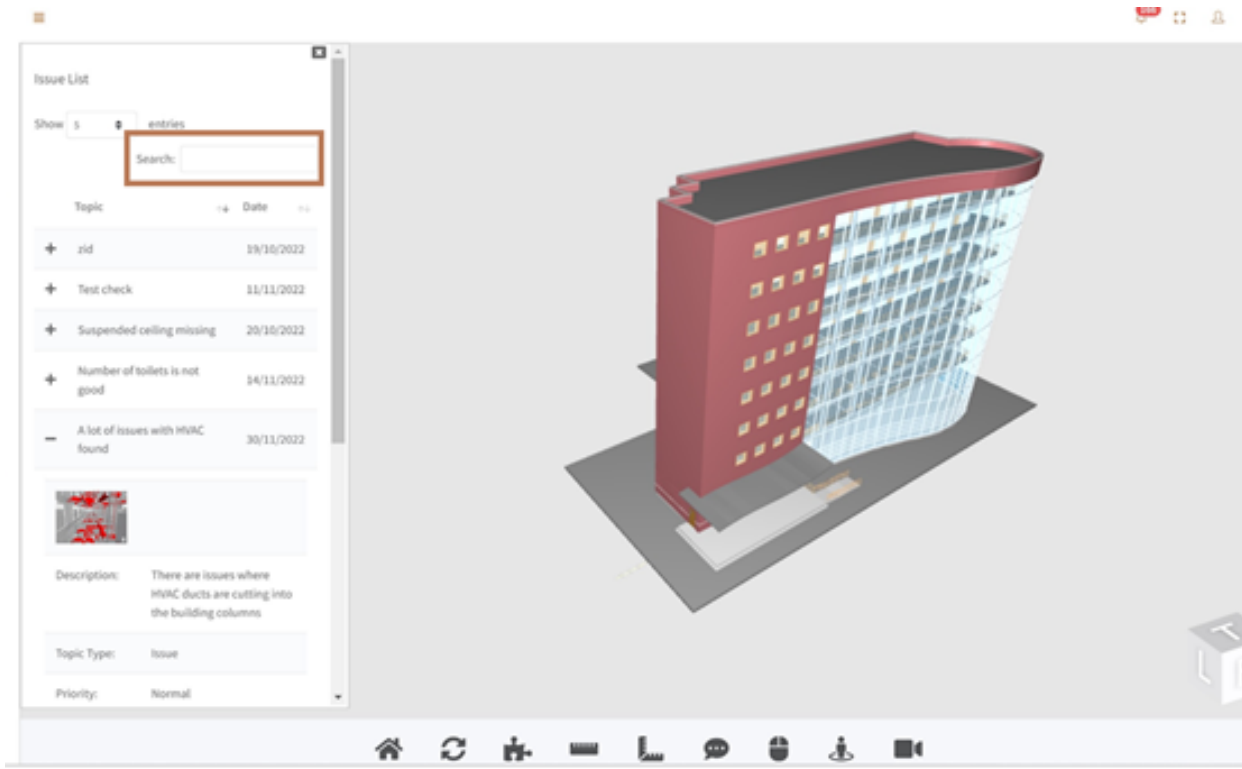 Issue List
Show 5 entries
Search:
Topic Date
zid 19/10/2022
Test check 11/11/2022
Suspended ceiling missing 20/10/2022
Number of toilets is not
good 14/11/2022
A lot of issues with HVAC
found 30/11/2022
Description: There are issues where
HVAC ducts are cutting into
the building columns
Topic Type: Issue
Priority: Normal
T
L